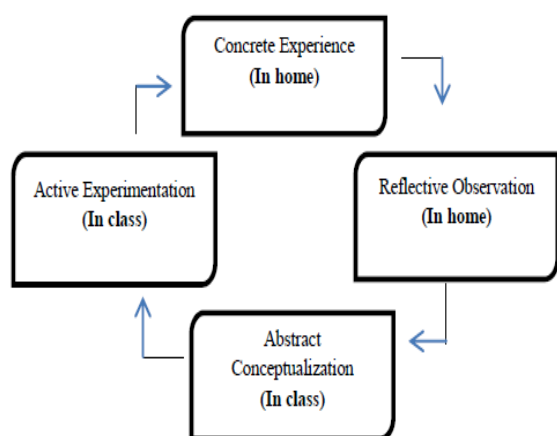 Concrete Experience
(In home)
Active Experimentation
(In class)
Reflective Observation
(In home)
Abstract
Conceptualization
(In class)